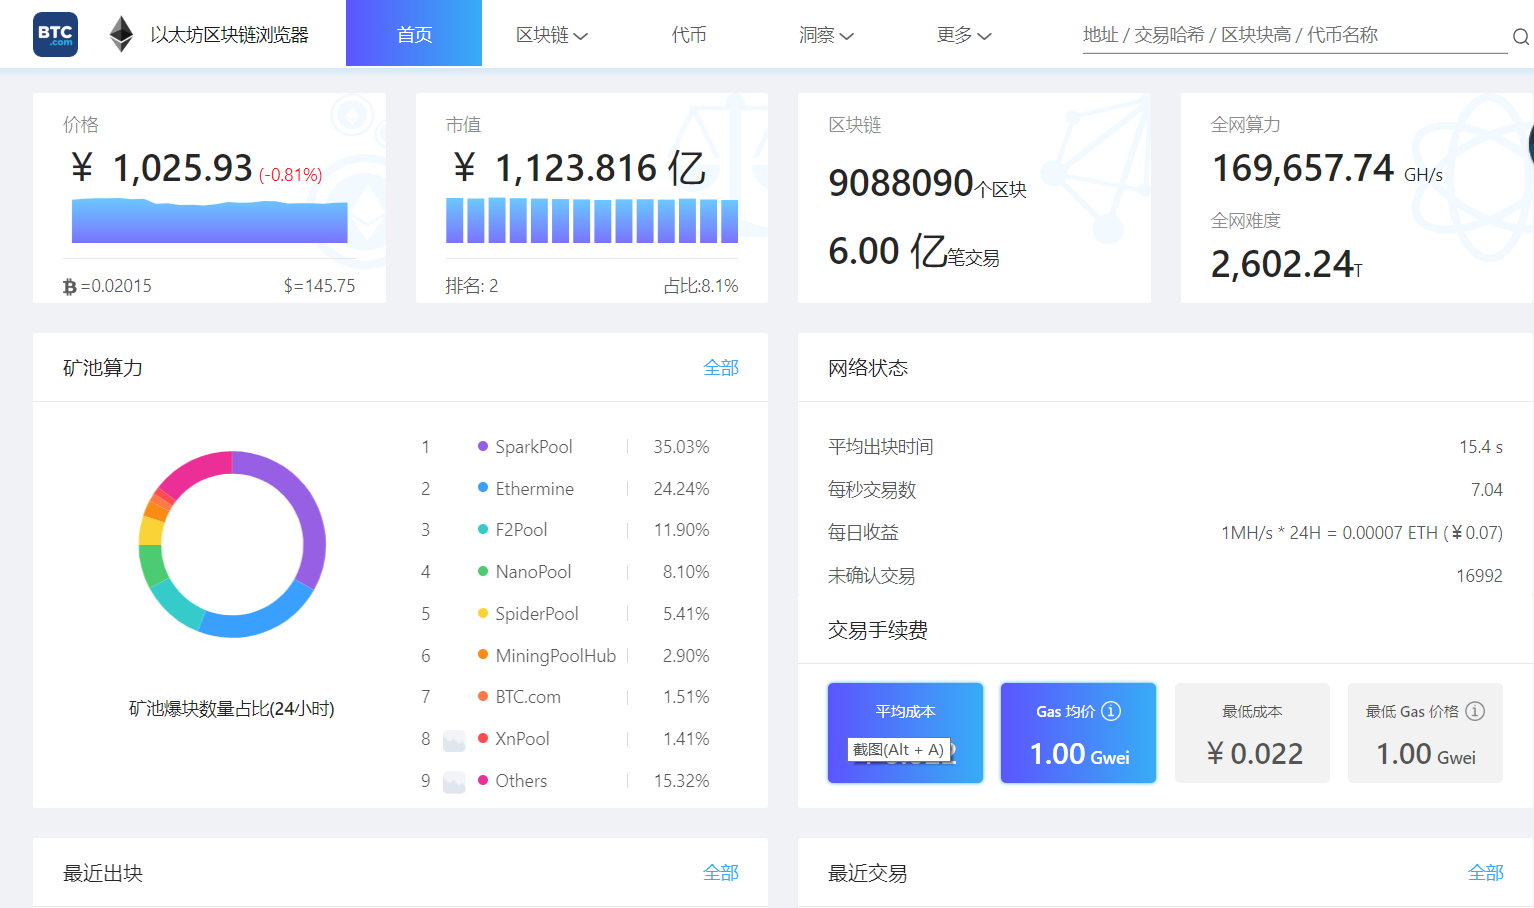 BTC
.com
以太坊区块链浏览器
首页
区块链
代币
洞察
更多
地址 / 交易哈希 / 区块块高 / 代币名称
价格
¥ 1,025.93 (-0.81%)
=0.02015
$=145.75
市值
¥ 1,123.816 亿
排名: 2
占比:8.1%
区块链
9088090个区块
6.00 亿笔交易
全网算力
169,657.74 GH/s
全网难度
2,602.24T
矿池算力
全部
1 SparkPool 35.03%
2 Ethermine 24.24%
3 F2Pool 11.90%
4 NanoPool 8.10%
5 SpiderPool 5.41%
6 MiningPoolHub 2.90%
7 BTC.com 1.51%
8 XnPool 1.41%
9 Others 15.32%
矿池爆块数量占比(24小时)
网络状态
平均出块时间 15.4 s
每秒交易数 7.04
每日收益 1MH/s * 24H = 0.00007 ETH (¥0.07)
未确认交易 16992
交易手续费
平均成本
截图(Alt + A)
Gas 均价
1.00 Gwei
最低成本
¥ 0.022
最低 Gas 价格
1.00 Gwei
最近出块
全部
最近交易
全部